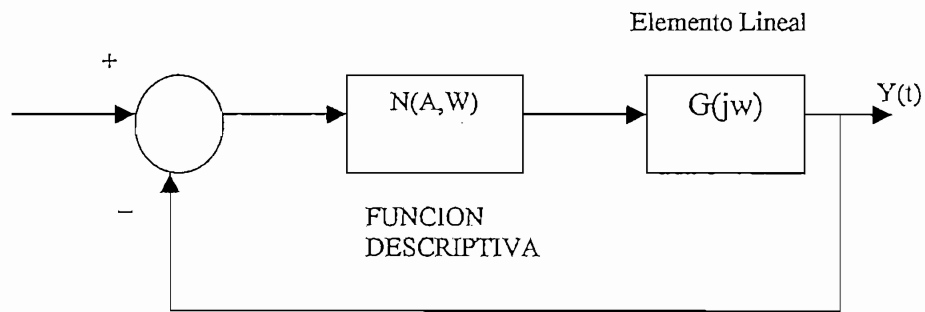 Elemento Lineal
+
N(A,W)
G(jw)
Y(t)
−
FUNCION
DESCRIPTIVA